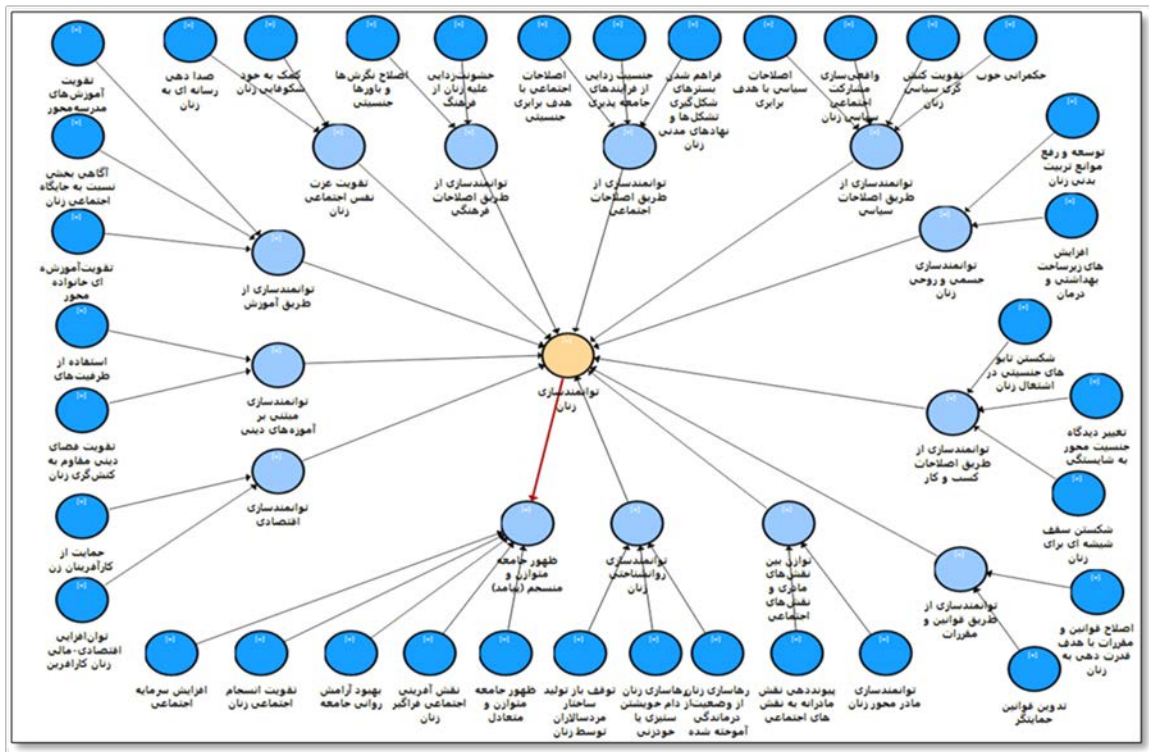 تقویت
آموزش‌های
مدرسه‌محور
صدا دهی
رسانه ای به
زنان
کمک به خود
شکوفایی زنان
اصلاح نگرش‌ها
و باورها
جنسیتی
خشونت‌زدایی
علیه زنان از
فرهنگ
اصلاحات
اجتماعی با
هدف برابری
جنسیتی
جنسیت زدایی
از فرایندهای
جامعه پذیری
فراهم شدن
بسترهای
شکل‌گیری
تشکل‌ها و
نهادهای مدنی
زنان
اصلاحات
سیاسی با هدف
برابری
واقعی‌سازی
مشارکت
اجتماعی
سیاسی زنان
تقویت کنش
گری سیاسی
زنان
حکمرانی خوب
آگاهی بخشی
نسبت به جایگاه
اجتماعی زنان
تقویت عزت
نفس اجتماعی
زنان
توانمندسازی از
طریق اصلاحات
فرهنگی
توانمندسازی از
طریق اصلاحات
اجتماعی
توانمندسازی از
طریق اصلاحات
سیاسی
توسعه و رفع
موانع تربیت
بدنی زنان
تقویت‌آموزش‌ه
ای خانواده
محور
توانمندسازی از
طریق آموزش
توانمندسازی
جسمی و روحی
زنان
افزایش
های زیرساخت
بهداشتی و
درمان
استفاده از
ظرفیت‌های
توانمندسازی
مبتنی بر
آموزه‌های دینی
توانمندسازی
زنان
شکستن تابو
های جنسیتی در
اشتغال زنان
تقویت فضای
دینی مقاوم به
کنش‌گری زنان
توانمندسازی
اقتصادی
توانمندسازی از
طریق اصلاحات
کسب و کار
تغییر دیدگاه
جنسیت محور
به شایستگی
حمایت از
کارآفرینان زن
ظهور جامعه
متوازن و
منسجم (پیامد)
توانمندسازی
روانشناختی
زنان
توازن بین
نقش‌های
مادری و
نقش‌های
اجتماعی
توانمندسازی از
طریق قوانین و
مقررات
شکستن سقف
شیشه ای برای
زنان
توان‌افزایی
اقتصادی-مالی
زنان کارافرین
اصلاح قوانین و
مقررات با هدف
قدرت دهی به
زنان
تدوین قوانین
حمایتگر
افزایش سرمایه
اجتماعی
تقویت انسجام
اجتماعی زنان
بهبود آرامش
روانی جامعه
نقش آفرینی
اجتماعی فراگیر
زنان
ظهور جامعه
متوازن و
متعادل
توقف باز تولید
ساختار
مردسالاران
توسط زنان
رهاسازی زنان
از دام خویشتن
ستیزی یا
خودزنی
رهاسازی زنان
از وضعیت
درماندگی
آموخته شده
پیونددهی نقش
مادرانه به نقش
های اجتماعی
توانمندسازی
مادر محور زنان